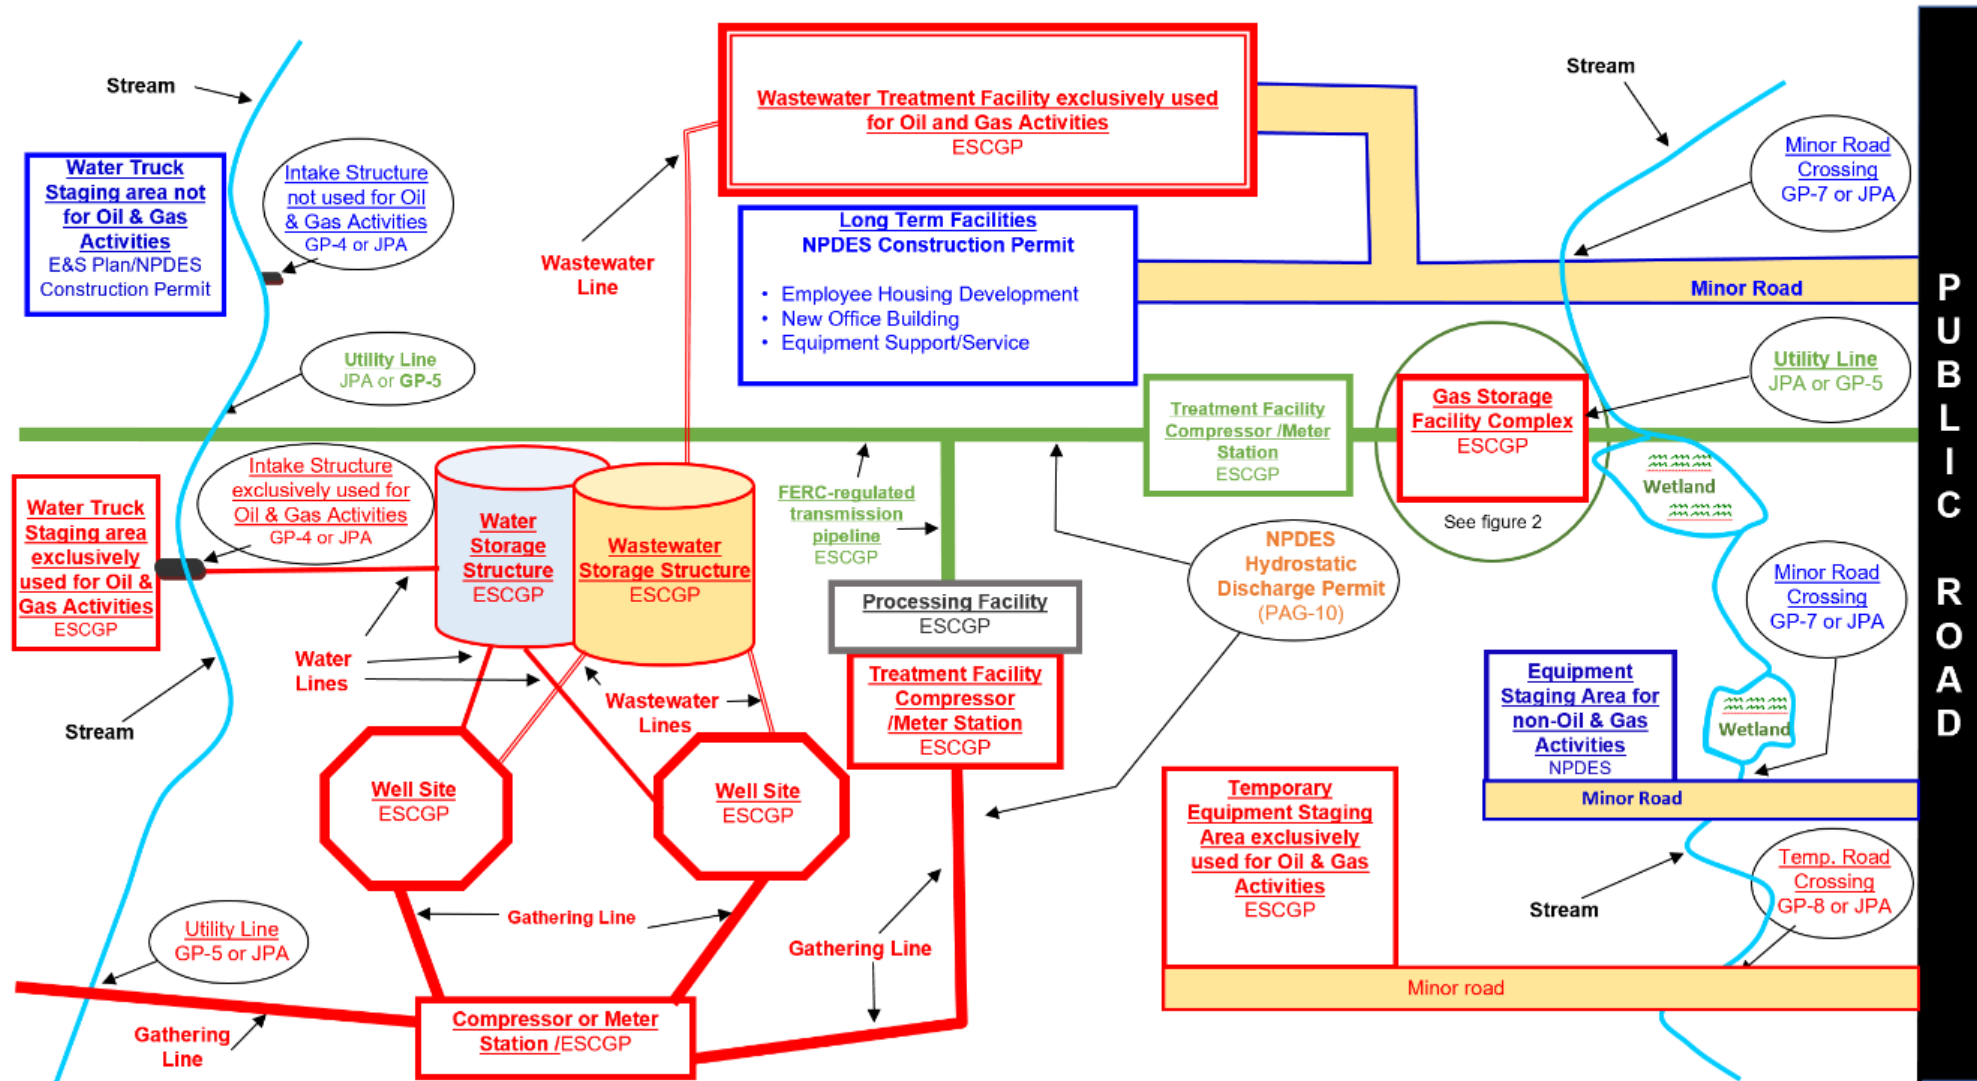 Stream
Water Truck
Staging area not
for Oil & Gas
Activities
E&S Plan/NPDES
Construction Permit
Intake Structure
not used for Oil
& Gas Activities
GP-4 or JPA
Wastewater Treatment Facility exclusively used
for Oil and Gas Activities
ESCGP
Wastewater
Line
Long Term Facilities
NPDES Construction Permit
• Employee Housing Development
• New Office Building
• Equipment Support/Service
Stream
Minor Road
Crossing
GP-7 or JPA
Minor Road
PUBLIC ROAD
Utility Line
JPA or GP-5
Utility Line
JPA or GP-5
Treatment Facility
Compressor /Meter
Station
ESCGP
Gas Storage
Facility Complex
ESCGP
See figure 2
Wetland
Intake Structure
exclusively used for
Oil & Gas Activities
GP-4 or JPA
Water Truck
Staging area
exclusively
used for Oil &
Gas Activities
ESCGP
Water
Storage
Structure
ESCGP
Wastewater
Storage Structure
ESCGP
FERC-regulated
transmission
pipeline
ESCGP
NPDES
Hydrostatic
Discharge Permit
(PAG-10)
Processing Facility
ESCGP
Treatment Facility
Compressor
/Meter Station
ESCGP
Minor Road
Crossing
GP-7 or JPA
Equipment
Staging Area for
non-Oil & Gas
Activities
NPDES
Wetland
Minor Road
Water
Lines
Wastewater
Lines
Stream
Well Site
ESCGP
Well Site
ESCGP
Temporary
Equipment Staging
Area exclusively
used for Oil & Gas
Activities
ESCGP
Temp. Road
Crossing
GP-8 or JPA
Stream
Minor road
Gathering Line
Gathering Line
Utility Line
GP-5 or JPA
Gathering
Line
Compressor or Meter
Station /ESCGP